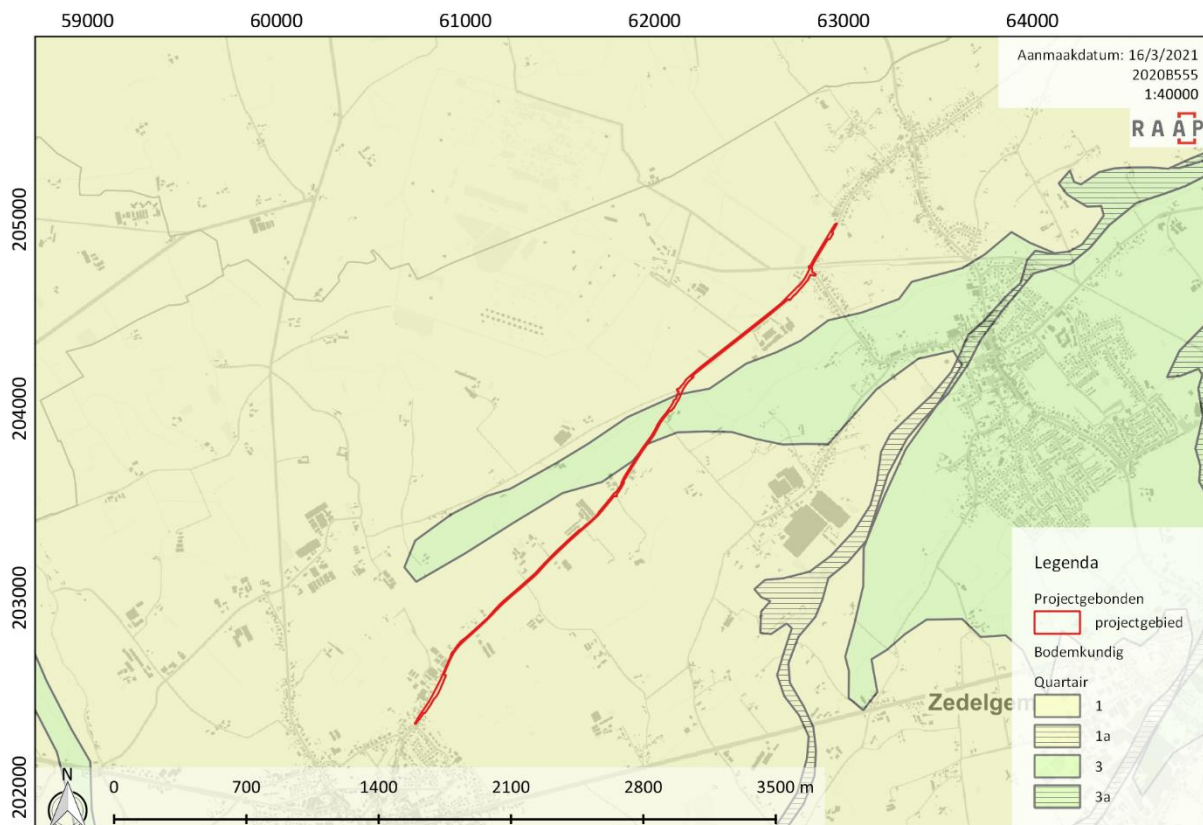 59000 60000 61000 62000 63000 64000
Aanmaakdatum: 16/3/2021
2020B555
1:40000
RAAP
205000
204000
203000
202000
Zedelgem
Legenda
Projectgebonden
projectgebied
Bodemkundig
Quartair
1
1a
3
3a
N
0 700 1400 2100 2800 3500 m